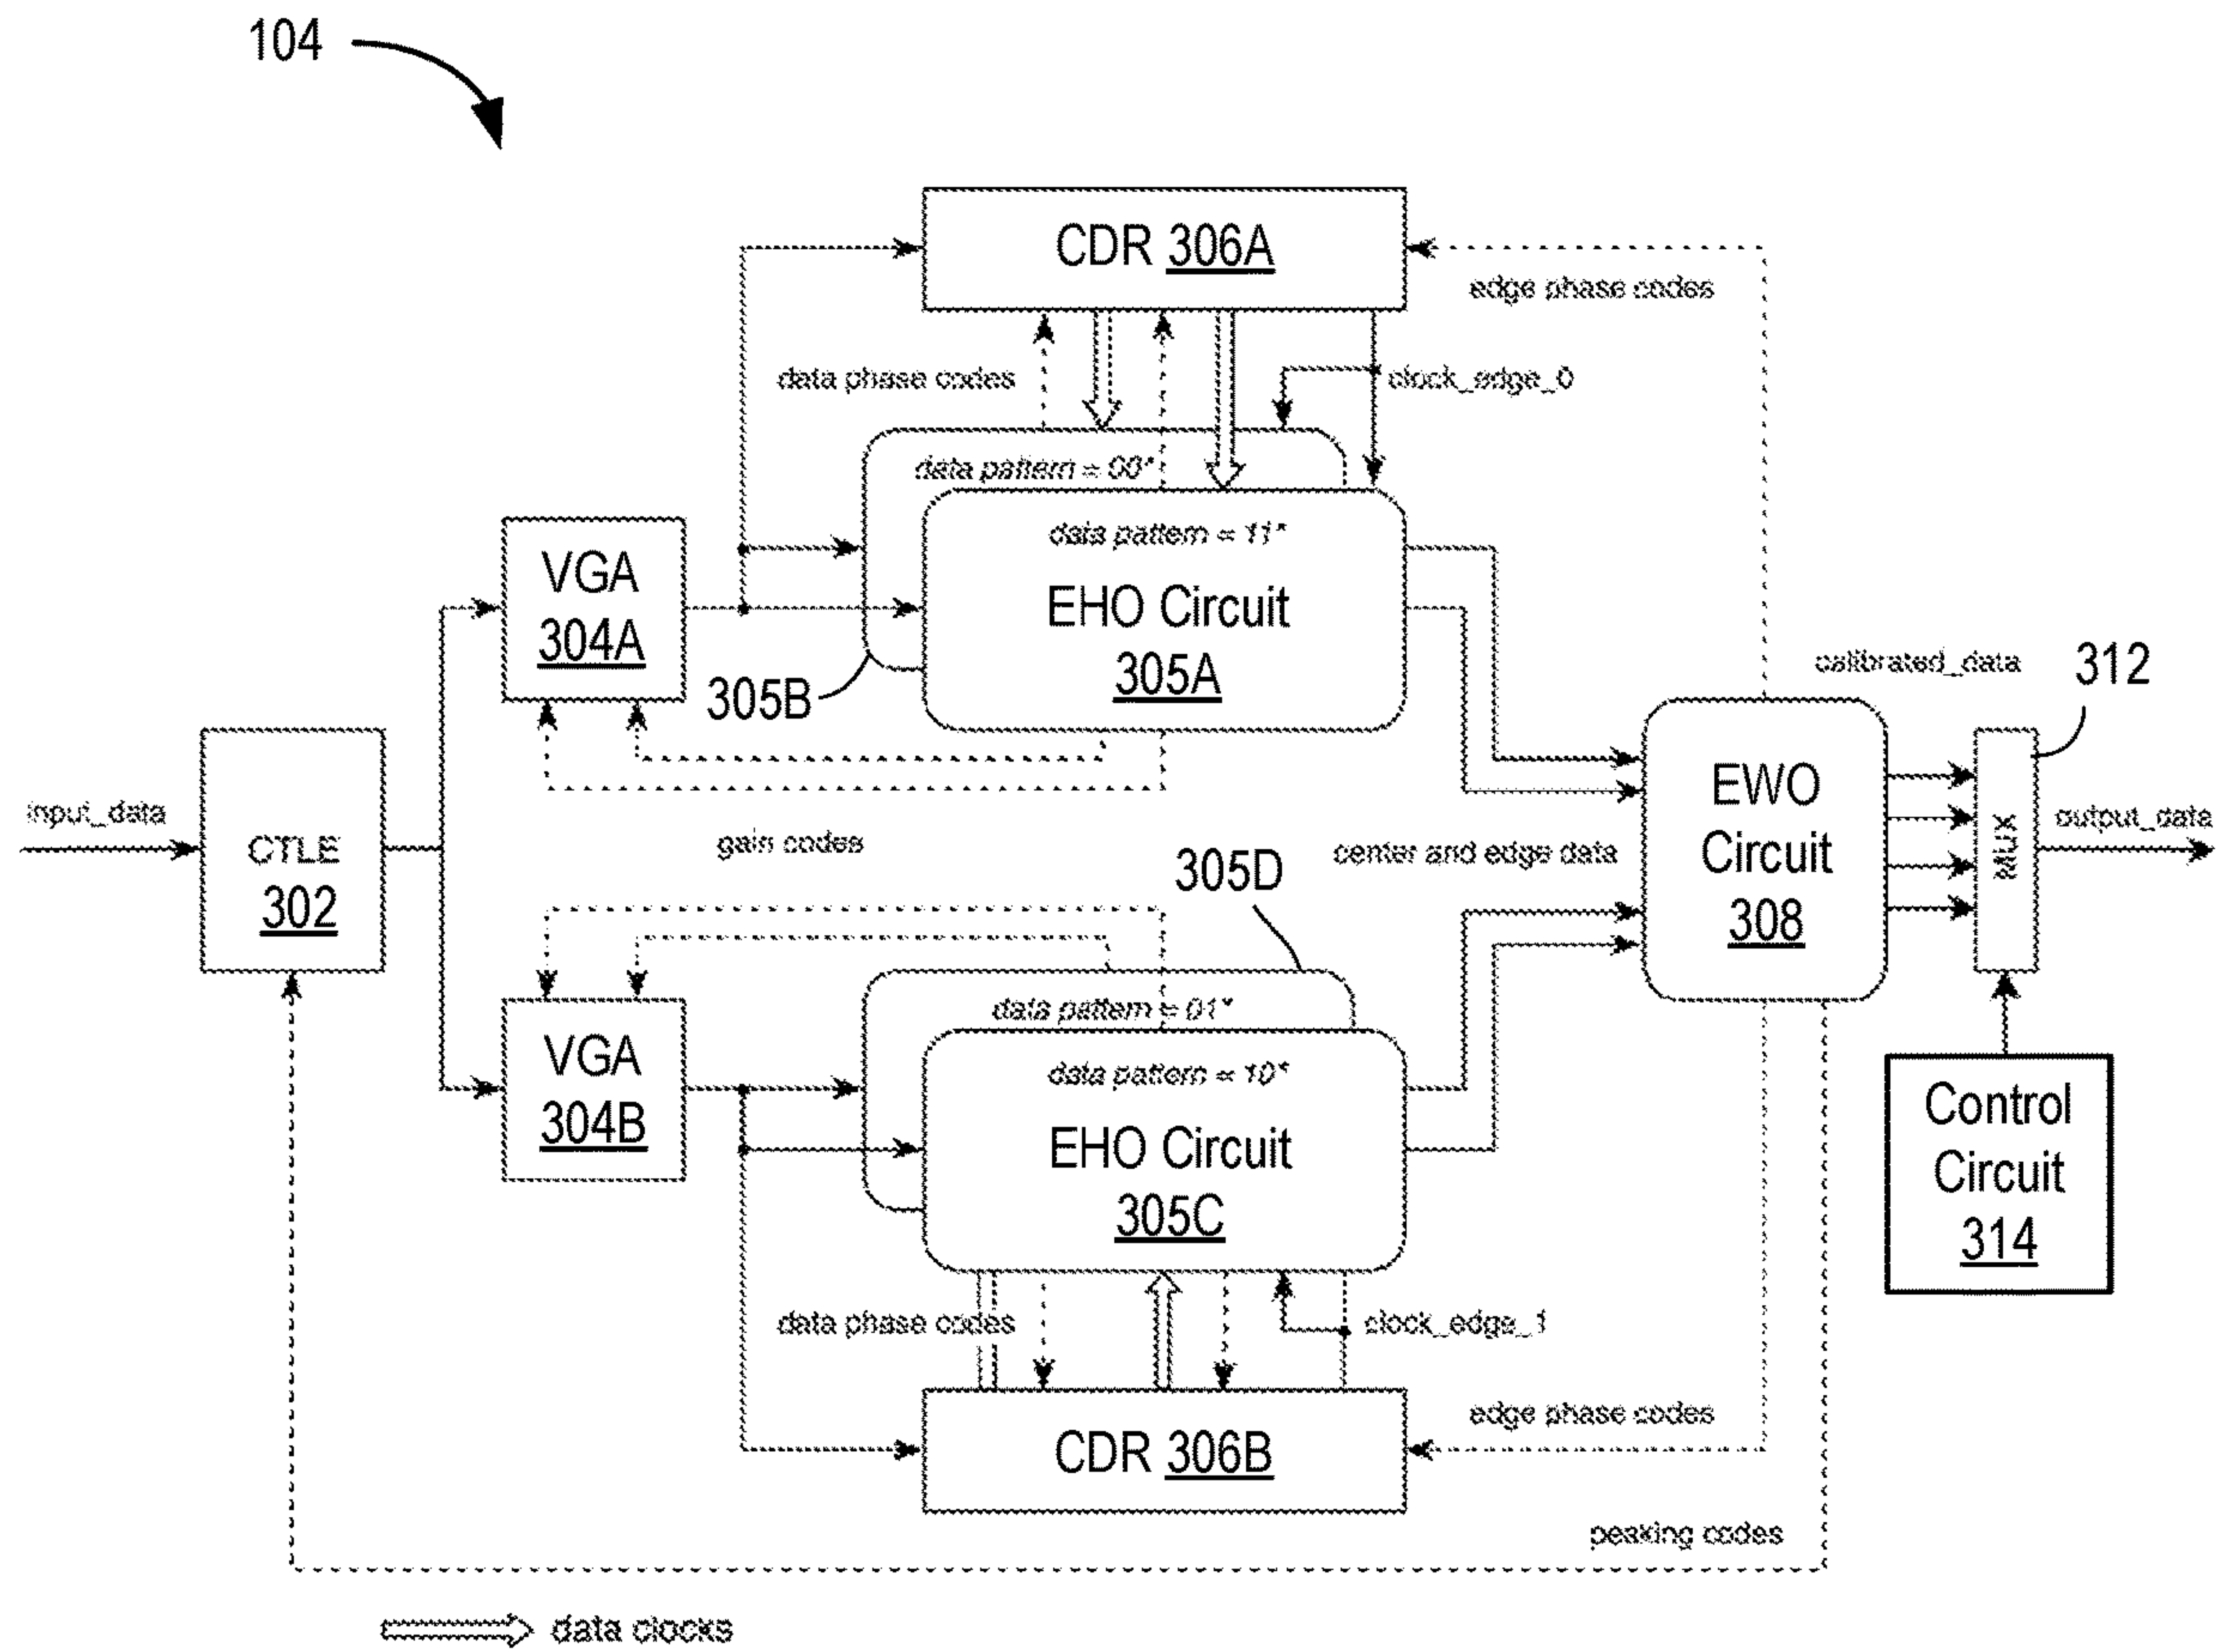 104
CDR 306A
edge phase codes
data phase codes
clock_edge_0
data pattern = 00*
data pattern = 11*
VGA
304A
EHO Circuit
305A
305B
calibrated_data
312
input_data
CTLE
302
gain codes
EWO
Circuit
308
MUX
output_data
center and edge data
305D
data pattern = 01*
data pattern = 10*
VGA
304B
EHO Circuit
305C
Control
Circuit
314
data phase codes
clock_edge_1
edge phase codes
CDR 306B
peaking codes
data clocks